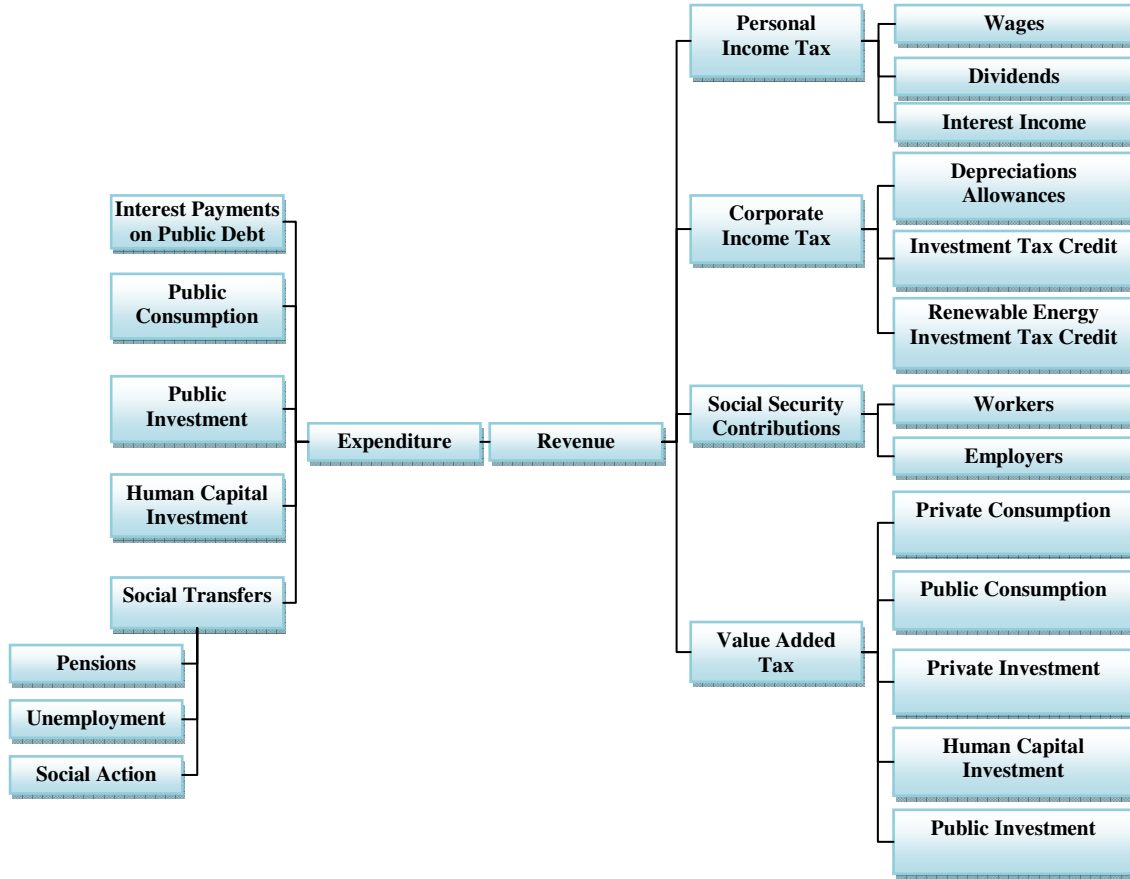 Interest Payments
on Public Debt
Public
Consumption
Public
Investment
Human Capital
Investment
Social Transfers
Pensions
Unemployment
Social Action
Expenditure
Revenue
Personal
Income Tax
Wages
Dividends
Interest Income
Corporate
Income Tax
Depreciations
Allowances
Investment Tax Credit
Renewable Energy
Investment Tax Credit
Social Security
Contributions
Workers
Employers
Value Added
Tax
Private Consumption
Public Consumption
Private Investment
Human Capital
Investment
Public Investment